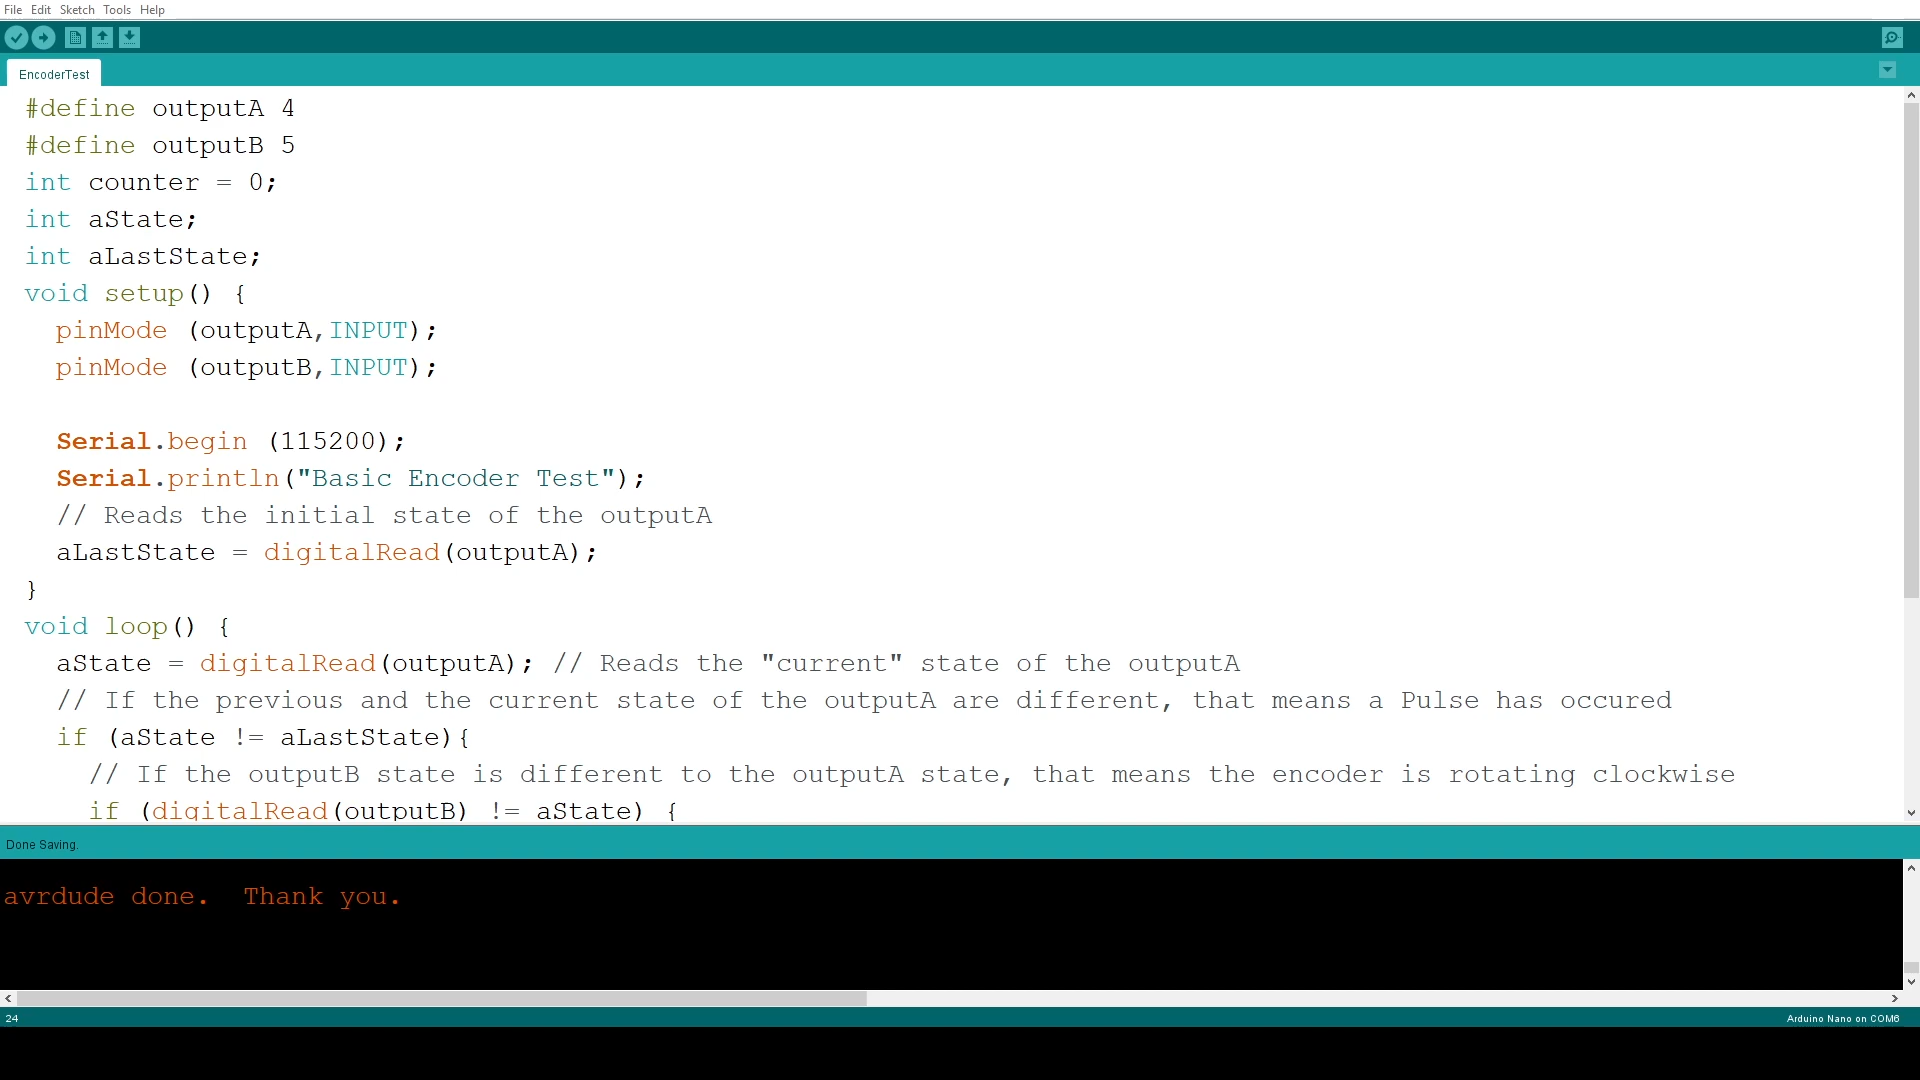 File Edit Sketch Tools Help
EncoderTest
#define outputA 4
#define outputB 5
int counter = 0;
int aState;
int aLastState;
void setup() {
pinMode (outputA,INPUT);
pinMode (outputB,INPUT);
Serial.begin (115200);
Serial.println("Basic Encoder Test");
// Reads the initial state of the outputA
aLastState = digitalRead(outputA);
}
void loop() {
aState = digitalRead(outputA); // Reads the "current" state of the outputA
// If the previous and the current state of the outputA are different, that means a Pulse has occured
if (aState != aLastState){
// If the outputB state is different to the outputA state, that means the encoder is rotating clockwise
if (digitalRead(outputB) != aState) {
Done Saving.
avrdude done.  Thank you.
24
Arduino Nano on COM6